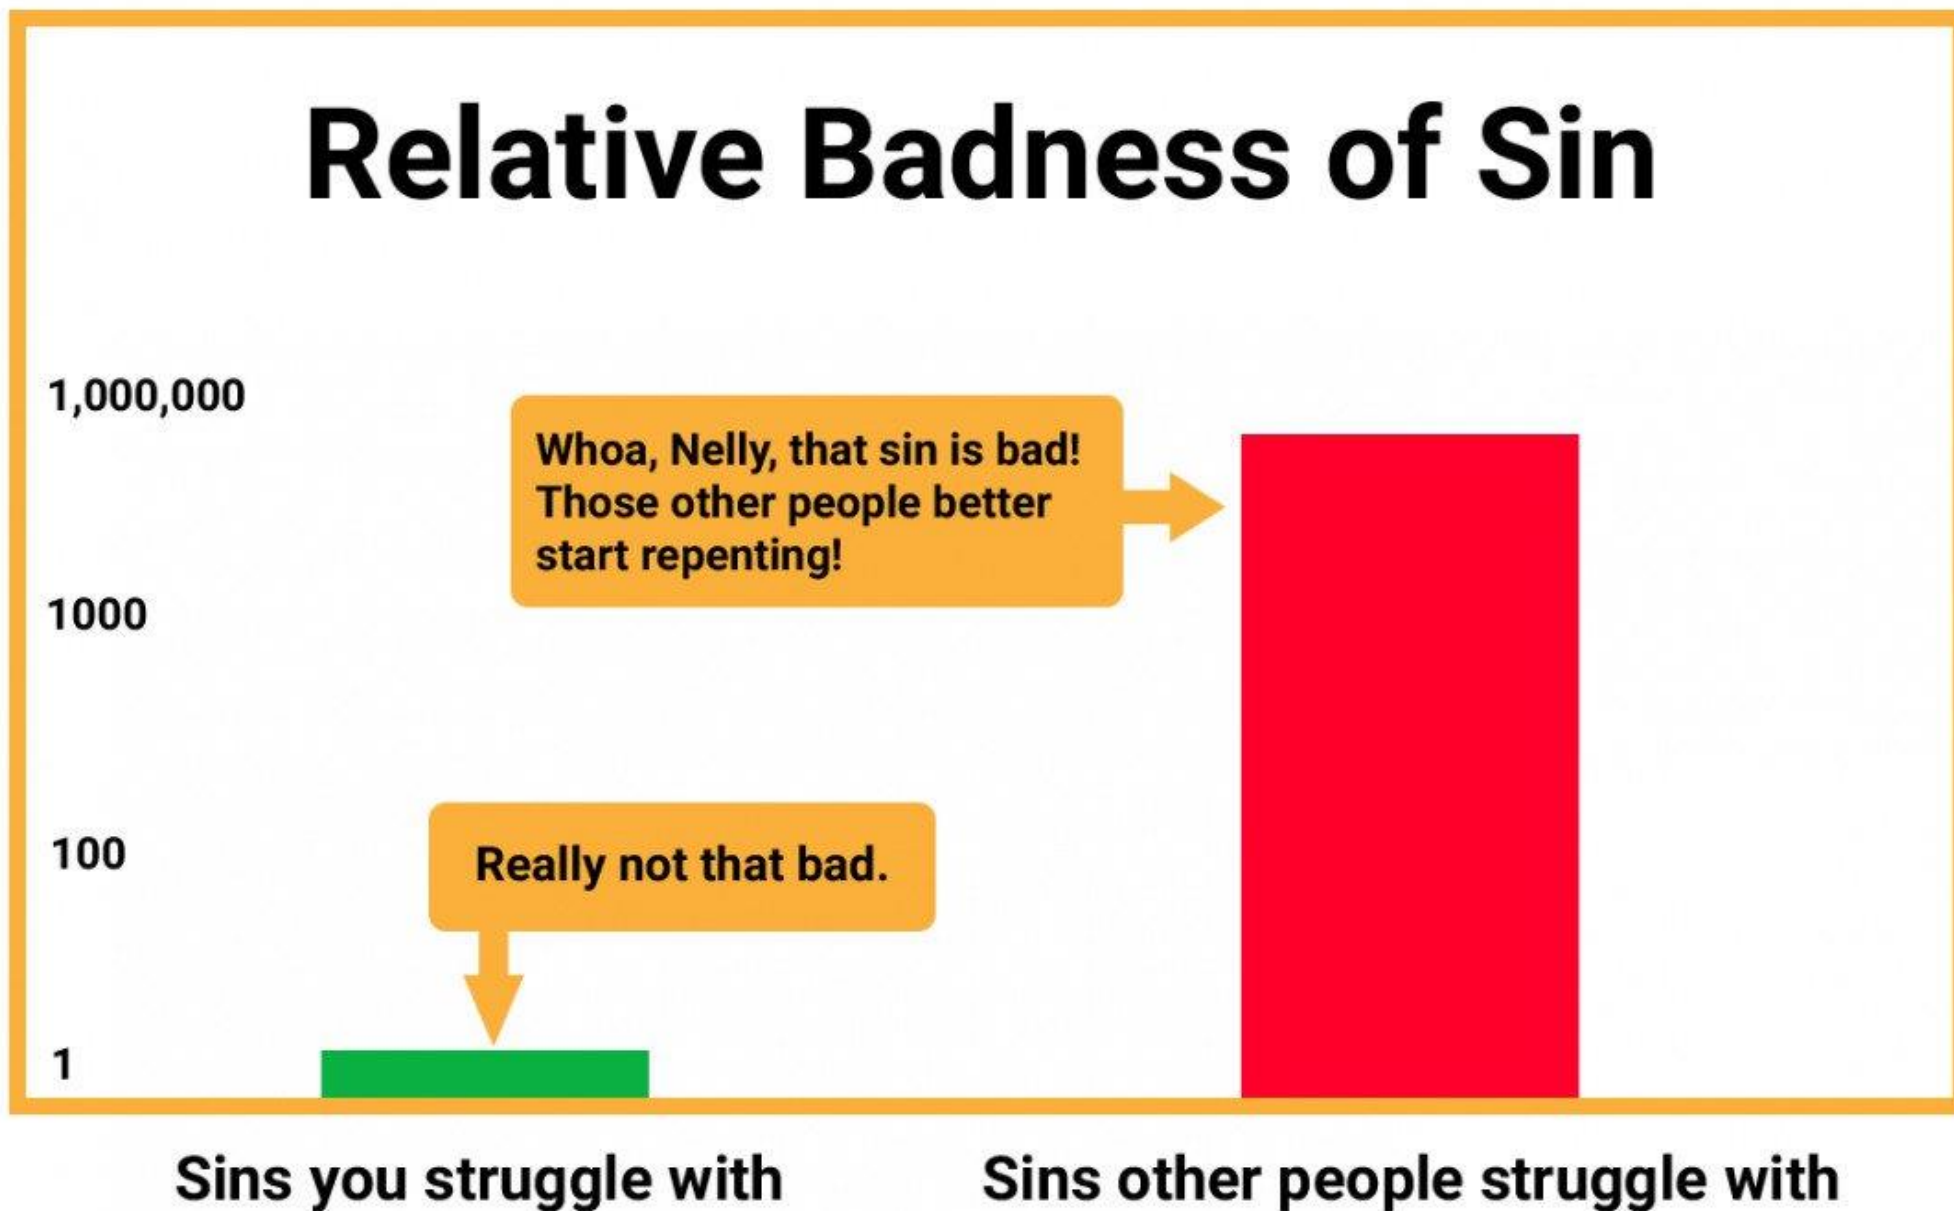 Relative Badness of Sin
1,000,000
Whoa, Nelly, that sin is bad!
Those other people better
start repenting!
1000
100
Really not that bad.
1
Sins you struggle with
Sins other people struggle with